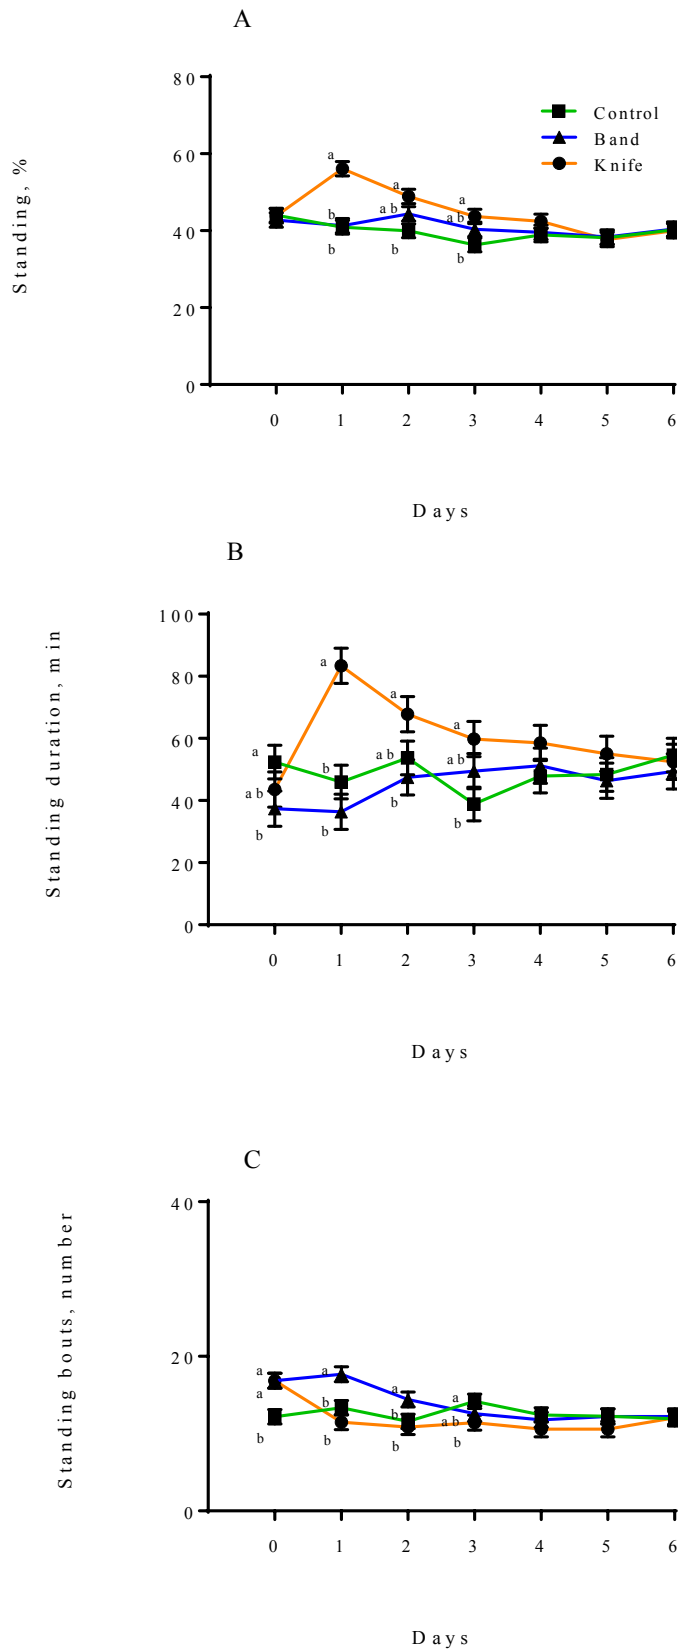 A
Standing, %
80
60
40
20
0
Control
Band
Knife
a
b
b
a
a b
b
a
a b
b
0 1 2 3 4 5 6
Days
B
Standing duration, min
100
80
60
40
20
0
a
a b
b
a
b
b
a
a b
b
a
a b
b
0 1 2 3 4 5 6
Days
C
Standing bouts, number
40
20
0
a
a
b
a
b
b
a
b
b
a
a b
b
0 1 2 3 4 5 6
Days